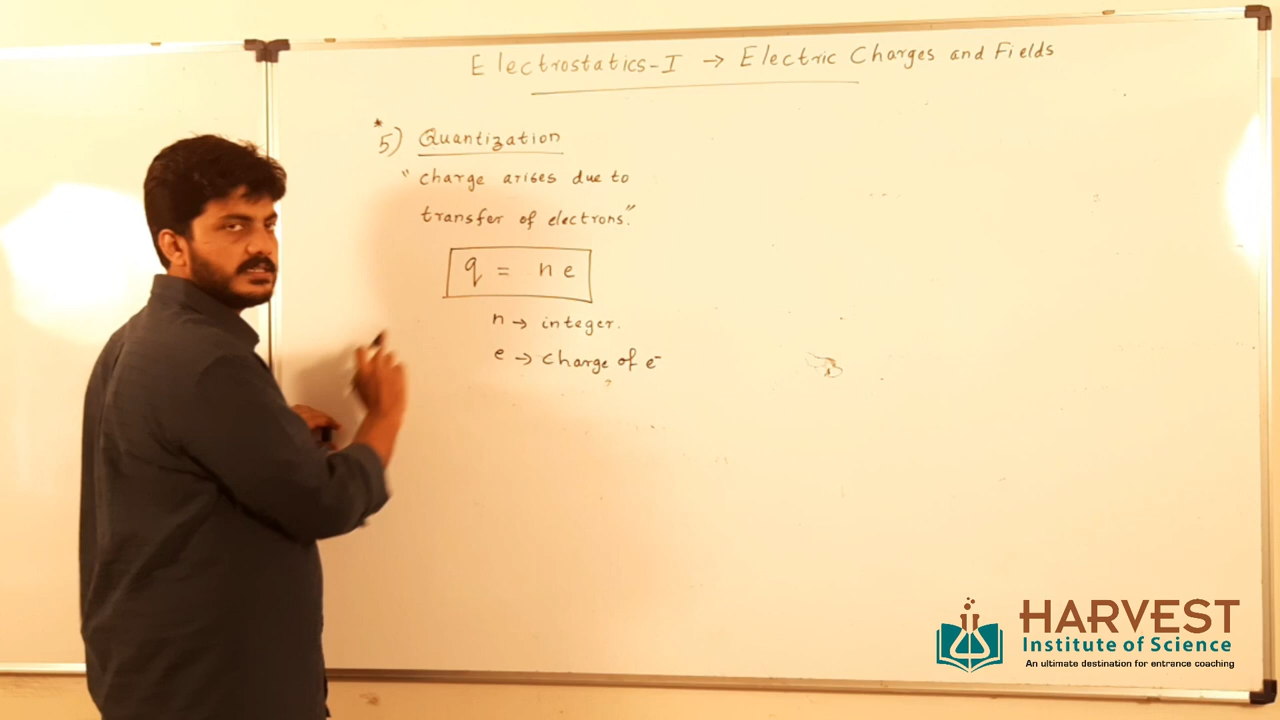 Electrostatics-I → Electric Charges and Fields
* 5) Quantization
" charge arises due to
transfer of electrons."
q = ne
n → integer.
e → charge of e⁻
HARVEST
Institute of Science
An ultimate destination for entrance coaching